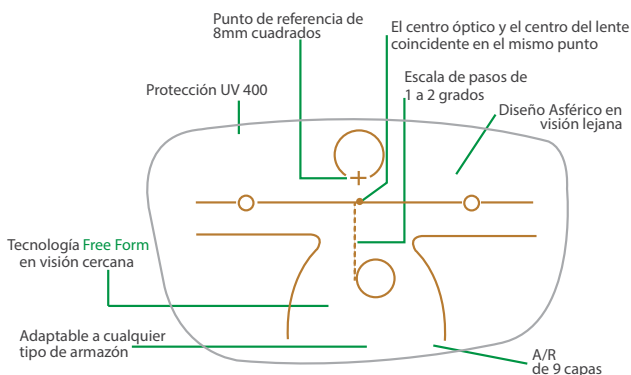 Punto de referencia de
8mm cuadrados
El centro óptico y el centro del lente
coincidente en el mismo punto
Escala de pasos de
1 a 2 grados
Protección UV 400
Diseño Asférico en
visión lejana
Tecnología Free Form
en visión cercana
Adaptable a cualquier
tipo de armazón
A/R
de 9 capas